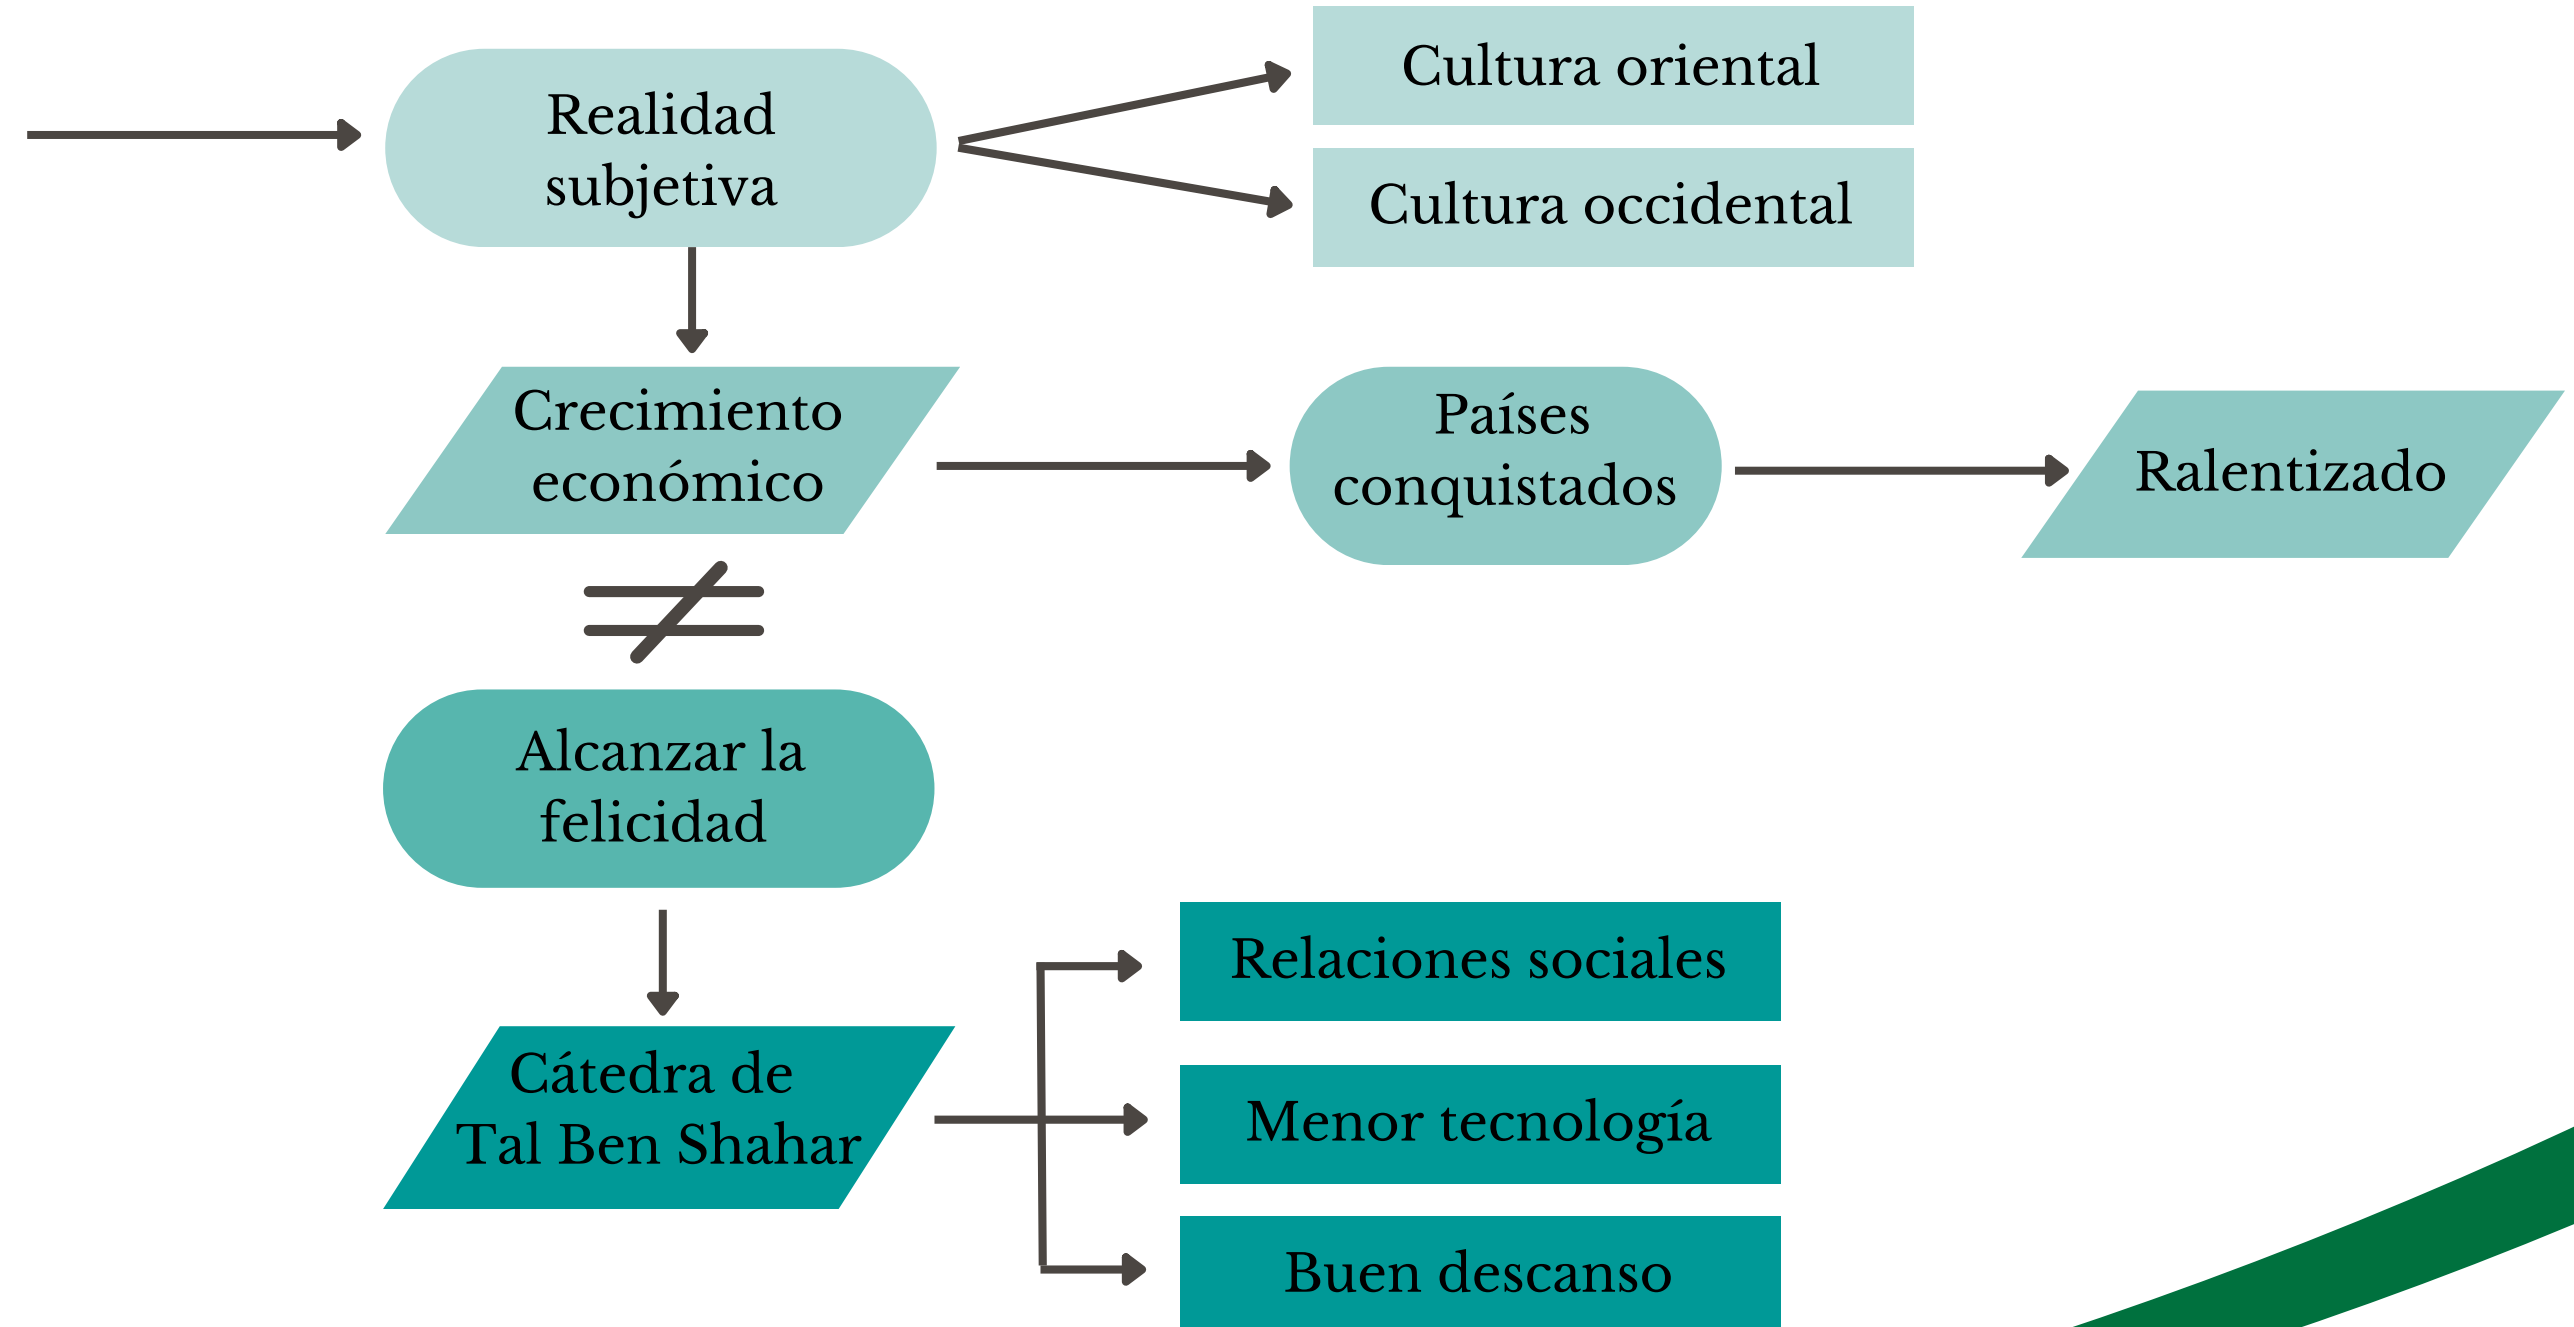 Realidad
subjetiva
Cultura oriental
Cultura occidental
Crecimiento
económico
Países
conquistados
Ralentizado
Alcanzar la
felicidad
Cátedra de
Tal Ben Shahar
Relaciones sociales
Menor tecnología
Buen descanso